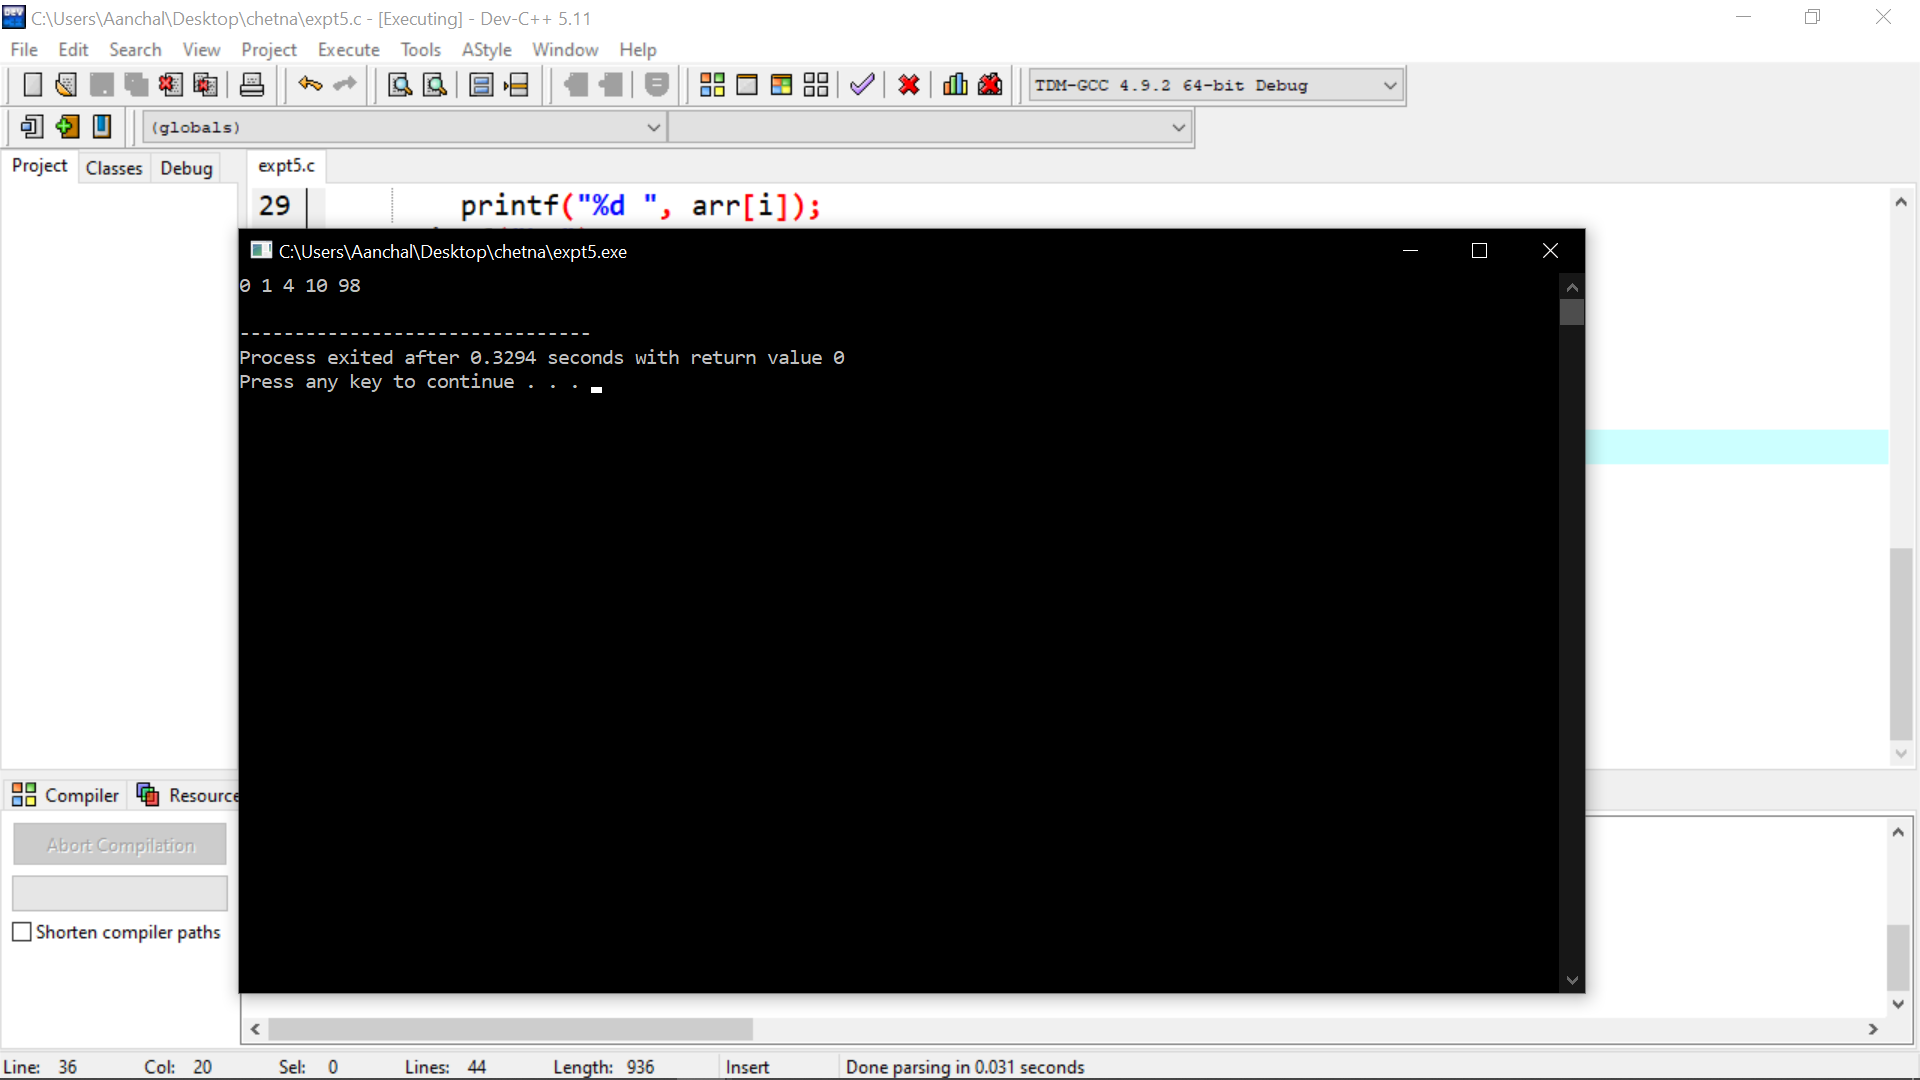 C:\Users\Aanchal\Desktop\chetna\expt5.c - [Executing] - Dev-C++ 5.11
File Edit Search View Project Execute Tools AStyle Window Help
TDM-GCC 4.9.2 64-bit Debug
(globals)
Project Classes Debug expt5.c
29 printf("%d ", arr[i]);
C:\Users\Aanchal\Desktop\chetna\expt5.exe
0 1 4 10 98
--------------------------------
Process exited after 0.3294 seconds with return value 0
Press any key to continue . . .
Compiler Resource
Abort Compilation
Shorten compiler paths
Line: 36 Col: 20 Sel: 0 Lines: 44 Length: 936 Insert Done parsing in 0.031 seconds